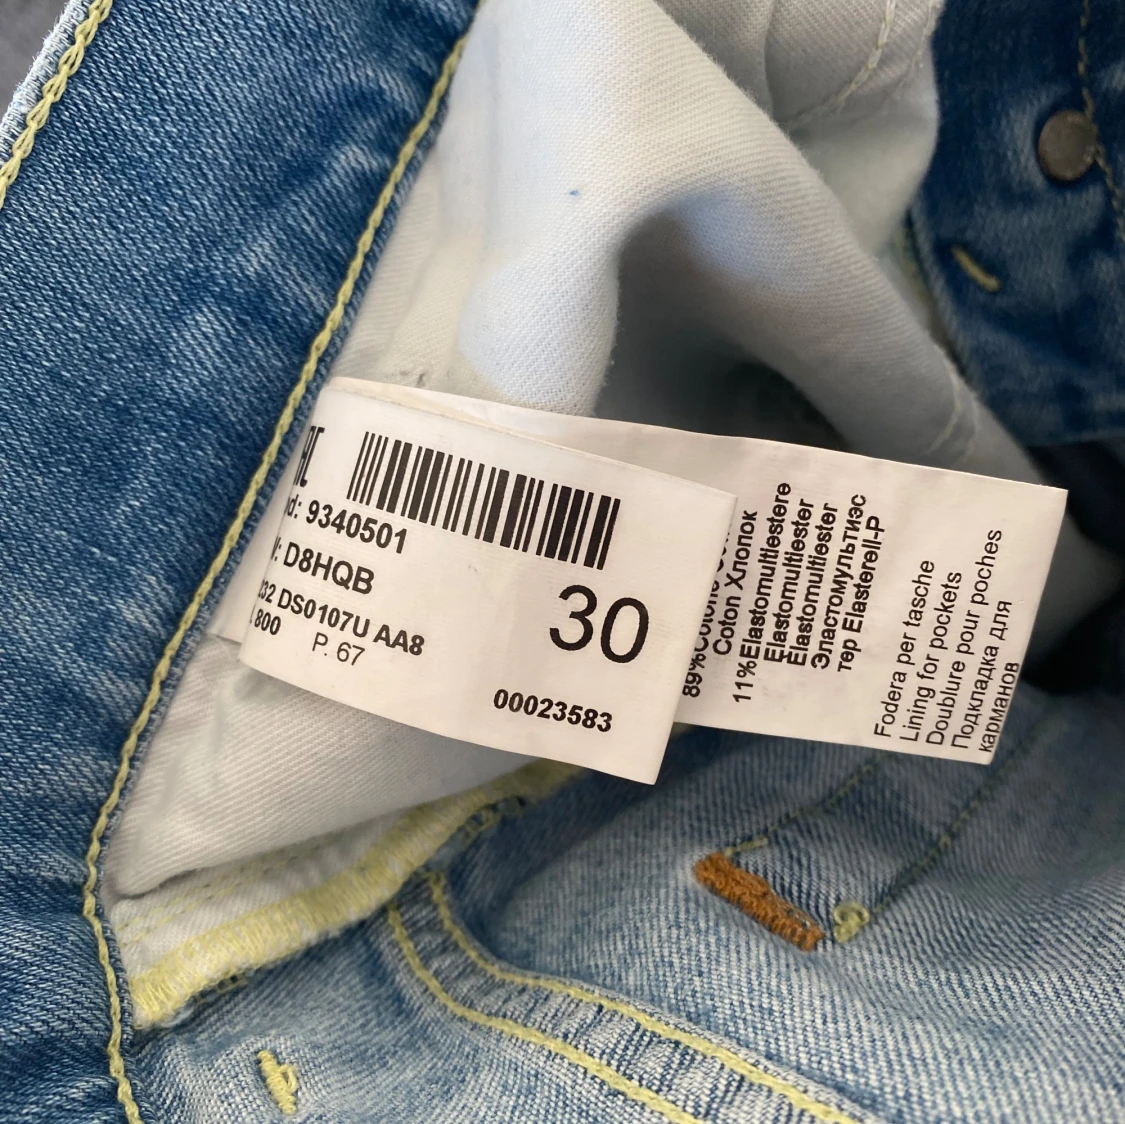 d: 9340501
: D8HQB
232 DS0107U AA8
800
P. 67
30
00023583
89%Cotone
Coton Хлопок
11%Elastomultiestere
Elastomultiester
Elastomultiester
Эластомультиэс
тер Elasterell-P
Fodera per tasche
Lining for pockets
Doublure pour poches
Подкладка для
карманов